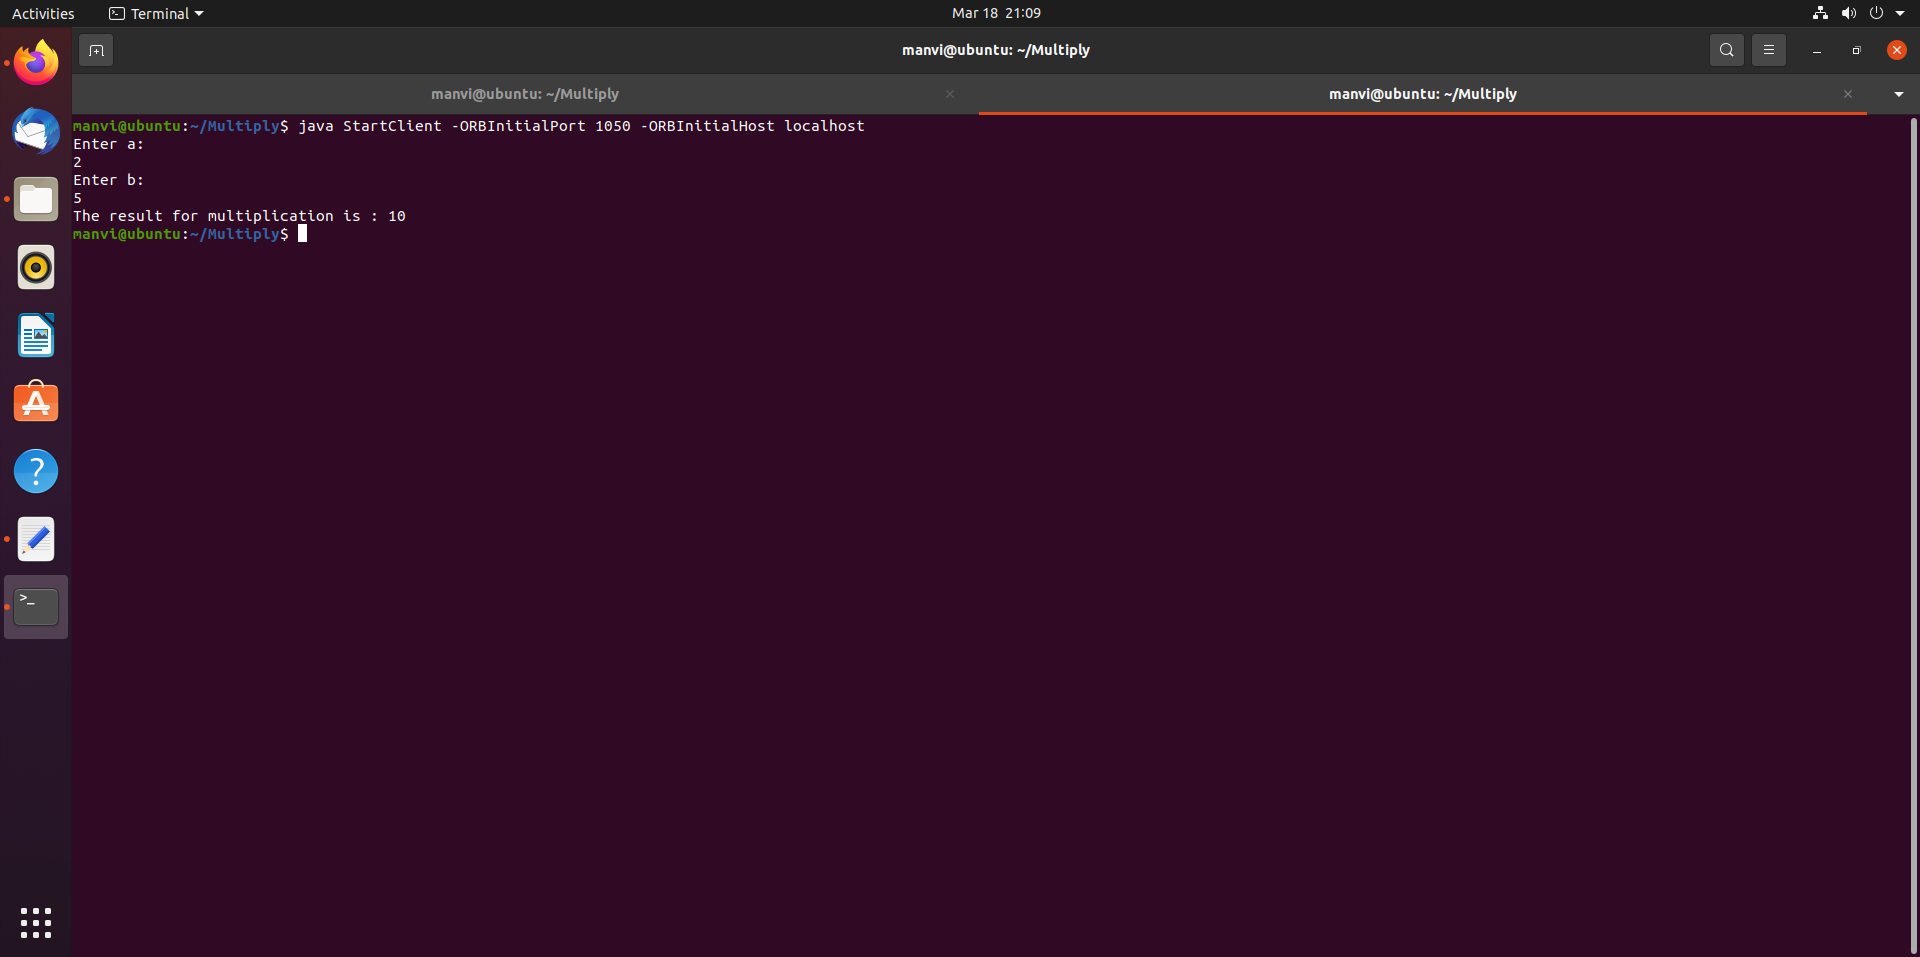 Activities
Terminal
Mar 18 21:09
manvi@ubuntu: ~/Multiply
manvi@ubuntu: ~/Multiply
manvi@ubuntu: ~/Multiply
manvi@ubuntu:~/Multiply$ java StartClient -ORBInitialPort 1050 -ORBInitialHost localhost
Enter a:
2
Enter b:
5
The result for multiplication is : 10
manvi@ubuntu:~/Multiply$